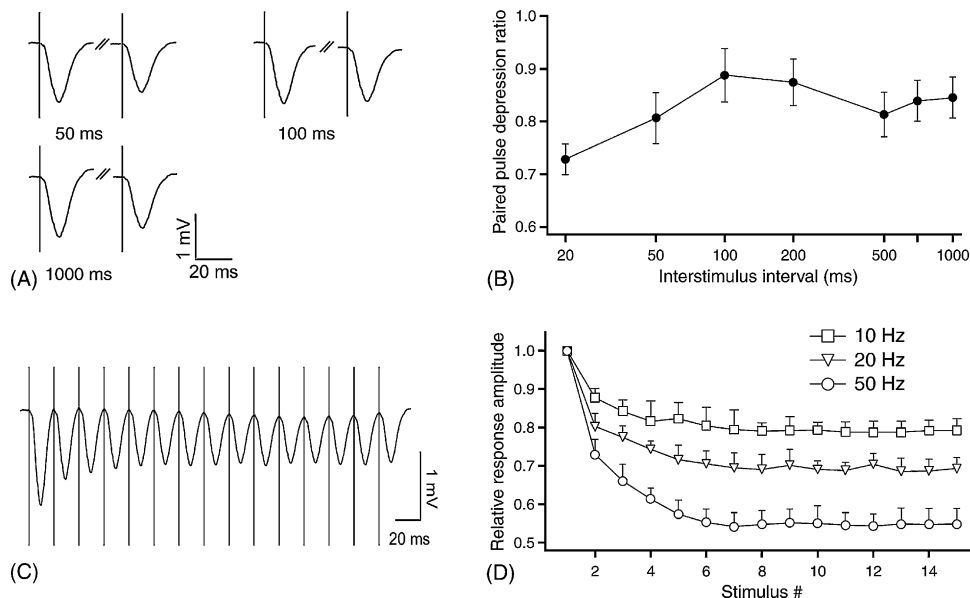 50 ms
100 ms
1000 ms
1 mV
20 ms
(A)
Paired pulse depression ratio
1.0
0.9
0.8
0.7
0.6
20
50
100
200
500
1000
Interstimulus interval (ms)
(B)
1 mV
20 ms
(C)
Relative response amplitude
1.0
0.9
0.8
0.7
0.6
0.5
10 Hz
20 Hz
50 Hz
2
4
6
8
10
12
14
Stimulus #
(D)